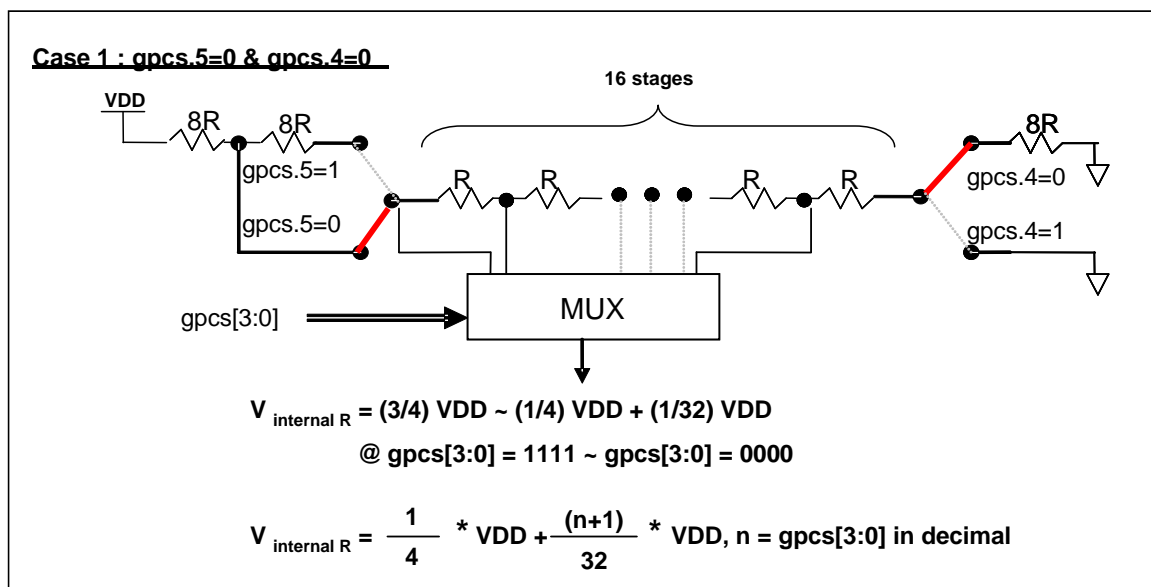 Case 1 : gpcs.5=0 & gpcs.4=0
16 stages
VDD
8R 8R 8R
gpcs.5=1 gpcs.4=0
R R R R
gpcs.5=0 gpcs.4=1
MUX
gpcs[3:0]
V internal R = (3/4) VDD ~ (1/4) VDD + (1/32) VDD
@ gpcs[3:0] = 1111 ~ gpcs[3:0] = 0000
V internal R = 1/4 * VDD + (n+1)/32 * VDD, n = gpcs[3:0] in decimal